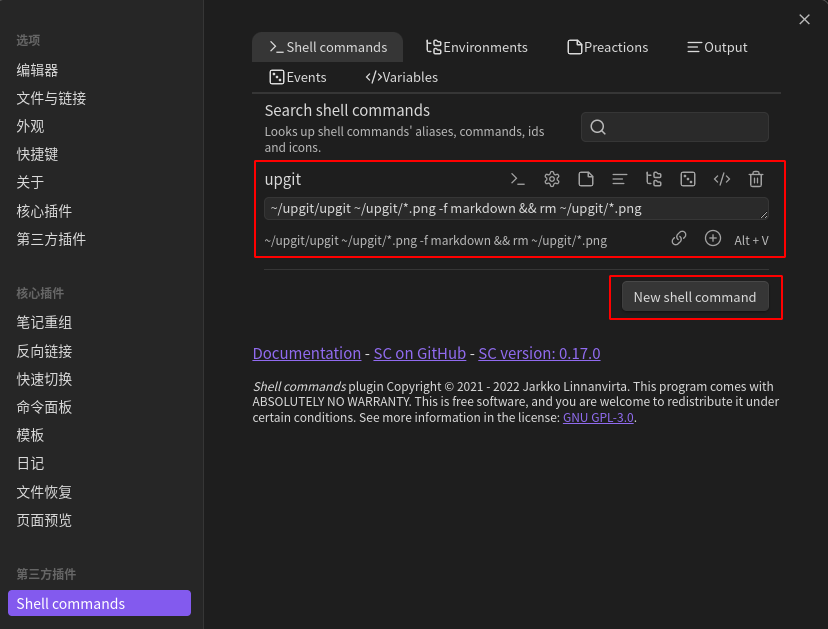 选项
编辑器
文件与链接
外观
快捷键
关于
核心插件
第三方插件
核心插件
笔记重组
反向链接
快速切换
命令面板
模板
日记
文件恢复
页面预览
第三方插件
Shell commands
Shell commands Environments Preactions Output
Events Variables
Search shell commands
Looks up shell commands' aliases, commands, ids
and icons.
upgit
~/upgit/upgit ~/upgit/*.png -f markdown && rm ~/upgit/*.png
~/upgit/upgit ~/upgit/*.png -f markdown && rm ~/upgit/*.png Alt + V
New shell command
Documentation - SC on GitHub - SC version: 0.17.0
Shell commands plugin Copyright © 2021 - 2022 Jarkko Linnanvirta. This program comes with
ABSOLUTELY NO WARRANTY. This is free software, and you are welcome to redistribute it under
certain conditions. See more information in the license: GNU GPL-3.0.